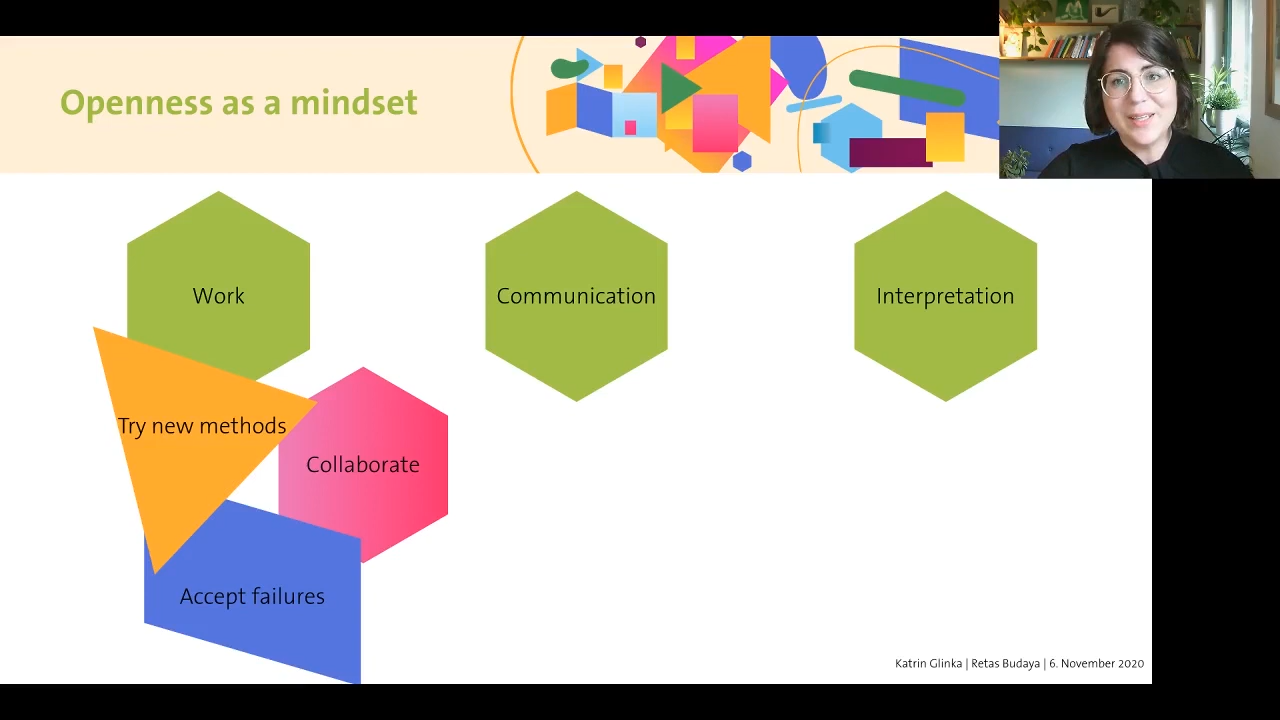 Openness as a mindset
Work
Communication
Interpretation
Try new methods
Collaborate
Accept failures
Katrin Glinka | Retas Budaya | 6. November 2020